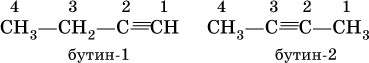 4 3 2 1 4 3 2 1
CH₃—CH₂—C≡CH CH₃—C≡C—CH₃
бутин-1 бутин-2